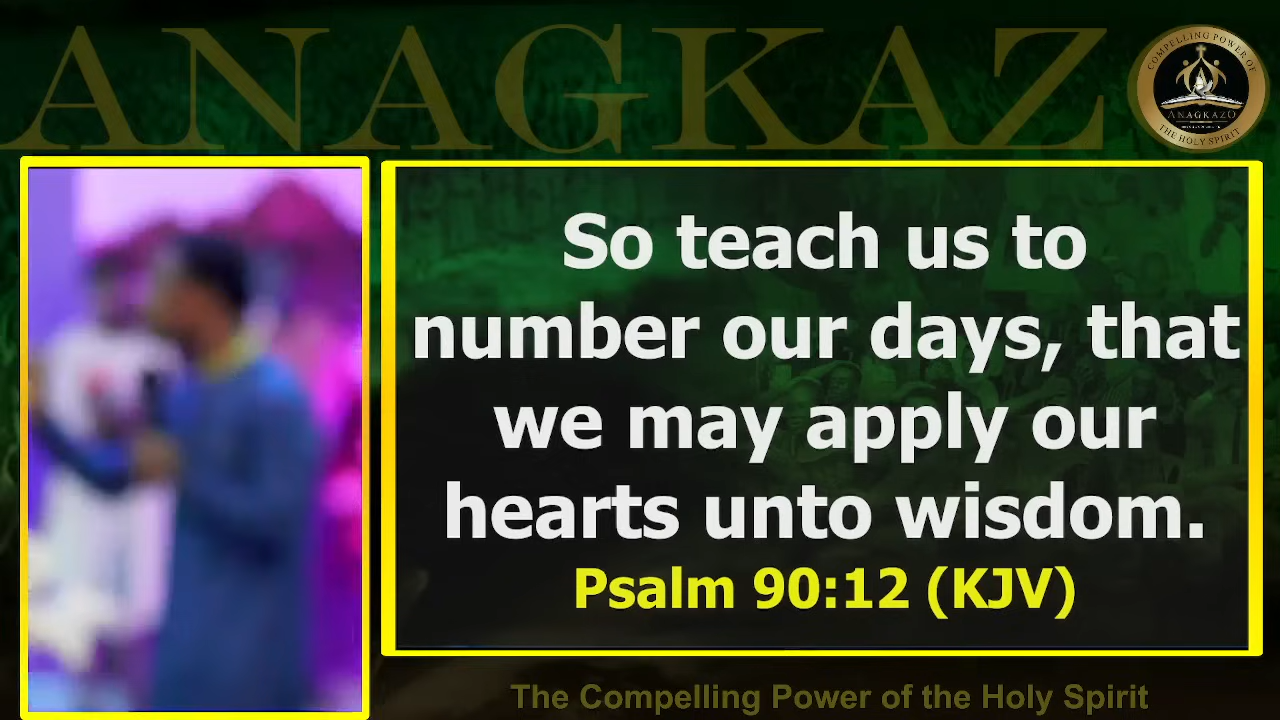 ANAGKAZO
COMPELLING POWER OF
ANAGKAZO
THE HOLY SPIRIT
So teach us to
number our days, that
we may apply our
hearts unto wisdom.
Psalm 90:12 (KJV)
The Compelling Power of the Holy Spirit